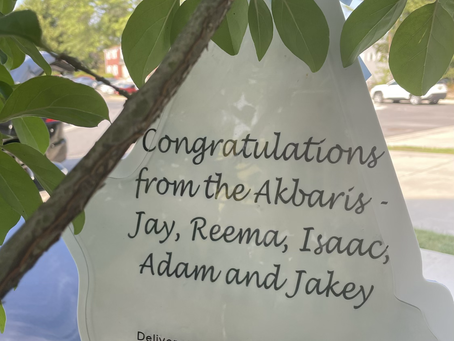 Congratulations
from the Akbaris -
Jay, Reema, Isaac,
Adam and Jakey